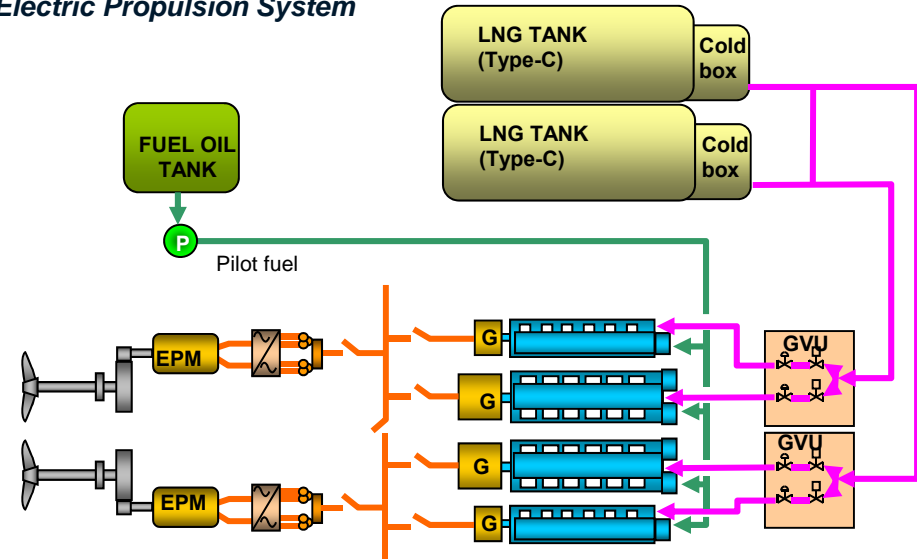 Electric Propulsion System
LNG TANK
(Type-C)
Cold
box
LNG TANK
(Type-C)
Cold
box
FUEL OIL
TANK
P
Pilot fuel
EPM
G
GVU
G
G
GVU
EPM
G